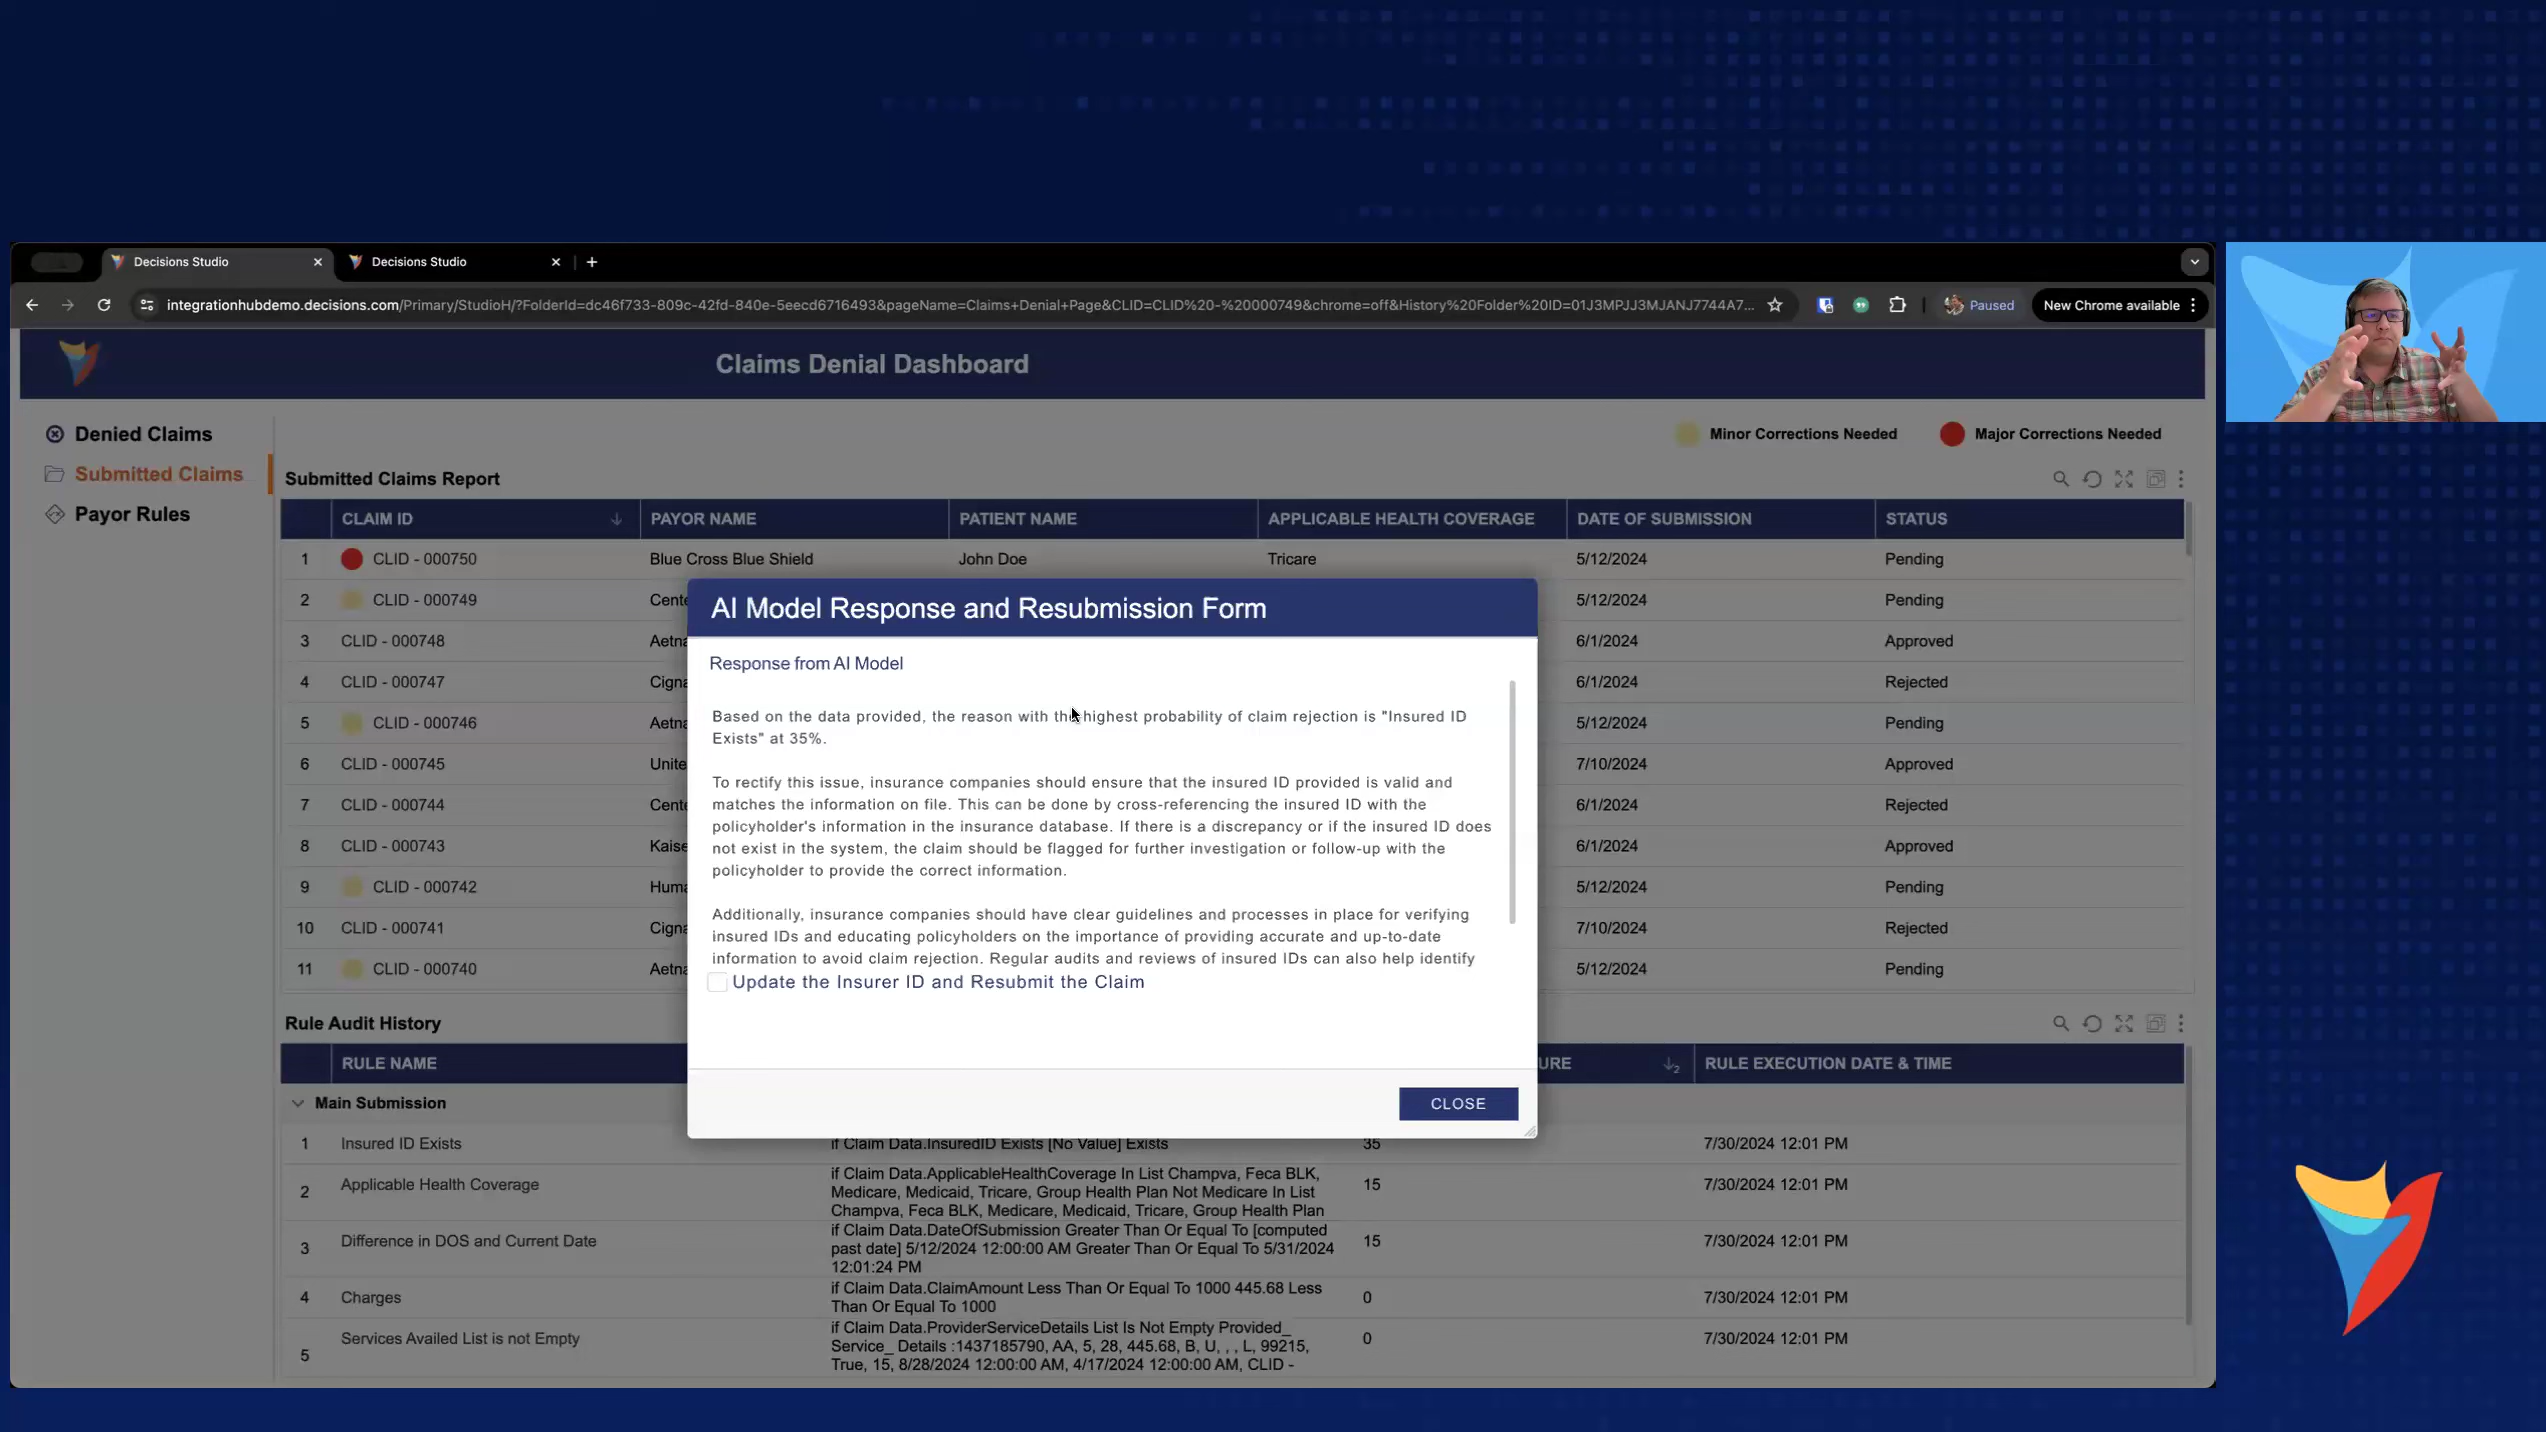 Decisions Studio
Decisions Studio
integrationhubdemo.decisions.com/Primary/StudioH/?FolderId=dc46f733-809c-42fd-840e-5eecd6716493&pageName=Claims+Denial+Page&CLID=CLID%20-%20000749&chrome=off&History%20Folder%20ID=01J3MPJJ3MJANJ7744A7...
Paused
New Chrome available
Claims Denial Dashboard
Denied Claims
Submitted Claims
Payor Rules
Minor Corrections Needed
Major Corrections Needed
Submitted Claims Report
CLAIM ID PAYOR NAME PATIENT NAME APPLICABLE HEALTH COVERAGE DATE OF SUBMISSION STATUS
1 CLID - 000750 Blue Cross Blue Shield John Doe Tricare 5/12/2024 Pending
2 CLID - 000749 Cente 5/12/2024 Pending
3 CLID - 000748 Aetna 6/1/2024 Approved
4 CLID - 000747 Cigna 6/1/2024 Rejected
5 CLID - 000746 Aetna 5/12/2024 Pending
6 CLID - 000745 Unite 7/10/2024 Approved
7 CLID - 000744 Cente 6/1/2024 Rejected
8 CLID - 000743 Kaise 6/1/2024 Approved
9 CLID - 000742 Huma 5/12/2024 Pending
10 CLID - 000741 Cigna 7/10/2024 Rejected
11 CLID - 000740 Aetna 5/12/2024 Pending
AI Model Response and Resubmission Form
Response from AI Model
Based on the data provided, the reason with the highest probability of claim rejection is "Insured ID
Exists" at 35%.
To rectify this issue, insurance companies should ensure that the insured ID provided is valid and
matches the information on file. This can be done by cross-referencing the insured ID with the
policyholder's information in the insurance database. If there is a discrepancy or if the insured ID does
not exist in the system, the claim should be flagged for further investigation or follow-up with the
policyholder to provide the correct information.
Additionally, insurance companies should have clear guidelines and processes in place for verifying
insured IDs and educating policyholders on the importance of providing accurate and up-to-date
information to avoid claim rejection. Regular audits and reviews of insured IDs can also help identify
Update the Insurer ID and Resubmit the Claim
CLOSE
Rule Audit History
RULE NAME URE 2 RULE EXECUTION DATE & TIME
Main Submission
1 Insured ID Exists if Claim Data.InsuredID Exists [No Value] Exists 35 7/30/2024 12:01 PM
2 Applicable Health Coverage if Claim Data.ApplicableHealthCoverage In List Champva, Feca BLK,
Medicare, Medicaid, Tricare, Group Health Plan Not Medicare In List
Champva, Feca BLK, Medicare, Medicaid, Tricare, Group Health Plan 15 7/30/2024 12:01 PM
3 Difference in DOS and Current Date if Claim Data.DateOfSubmission Greater Than Or Equal To [computed
past date] 5/12/2024 12:00:00 AM Greater Than Or Equal To 5/31/2024
12:01:24 PM 15 7/30/2024 12:01 PM
4 Charges if Claim Data.ClaimAmount Less Than Or Equal To 1000 445.68 Less
Than Or Equal To 1000 0 7/30/2024 12:01 PM
5 Services Availed List is not Empty if Claim Data.ProviderServiceDetails List Is Not Empty Provided_
Service_ Details :1437185790, AA, 5, 28, 445.68, B, U, , , L, 99215,
True, 15, 8/28/2024 12:00:00 AM, 4/17/2024 12:00:00 AM, CLID - 0 7/30/2024 12:01 PM